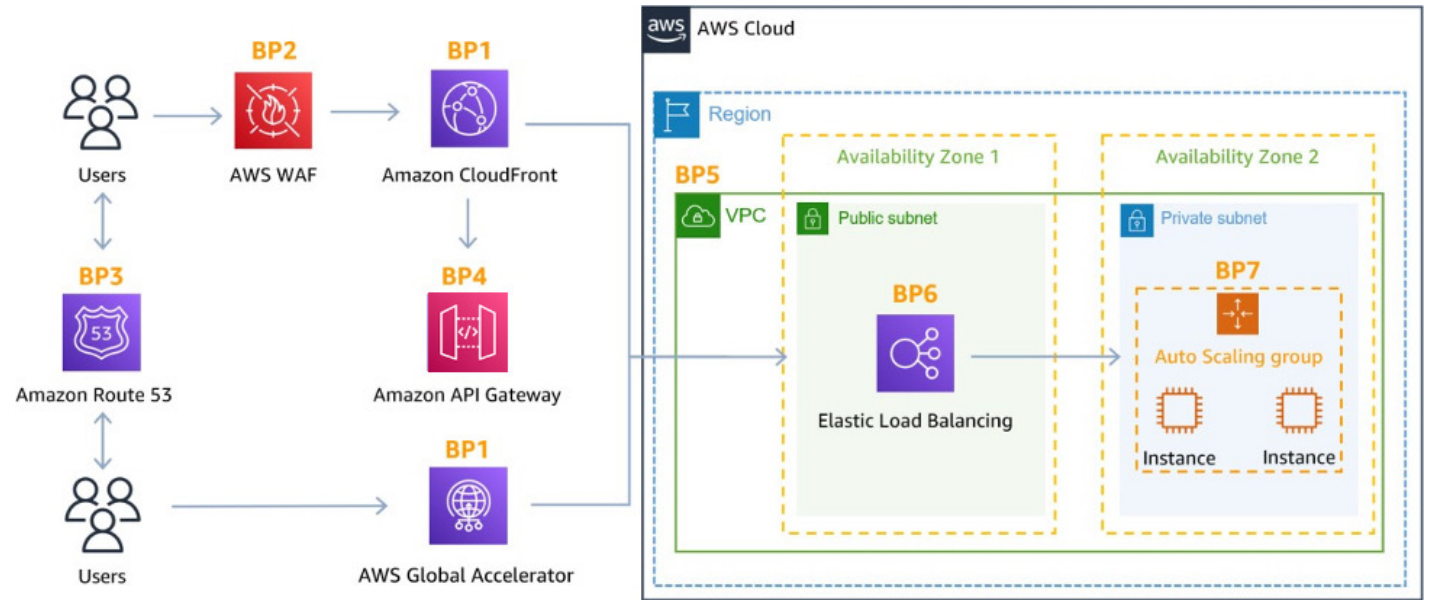 aws
AWS Cloud
BP2
BP1
Region
Users
AWS WAF
Amazon CloudFront
Availability Zone 1
Availability Zone 2
BP5
VPC
Public subnet
Private subnet
BP3
53
Amazon Route 53
BP4
</>
Amazon API Gateway
BP6
Elastic Load Balancing
BP7
Auto Scaling group
Instance
Instance
BP1
Users
AWS Global Accelerator